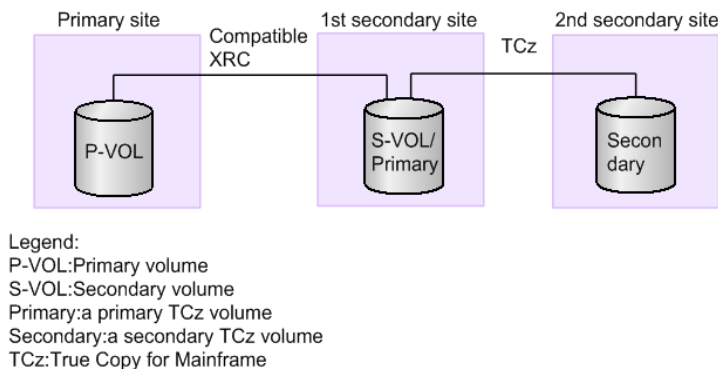 Primary site
1st secondary site
2nd secondary site
Compatible
XRC
TCz
P-VOL
S-VOL/
Primary
Secon
dary
Legend:
P-VOL:Primary volume
S-VOL:Secondary volume
Primary:a primary TCz volume
Secondary:a secondary TCz volume
TCz:True Copy for Mainframe